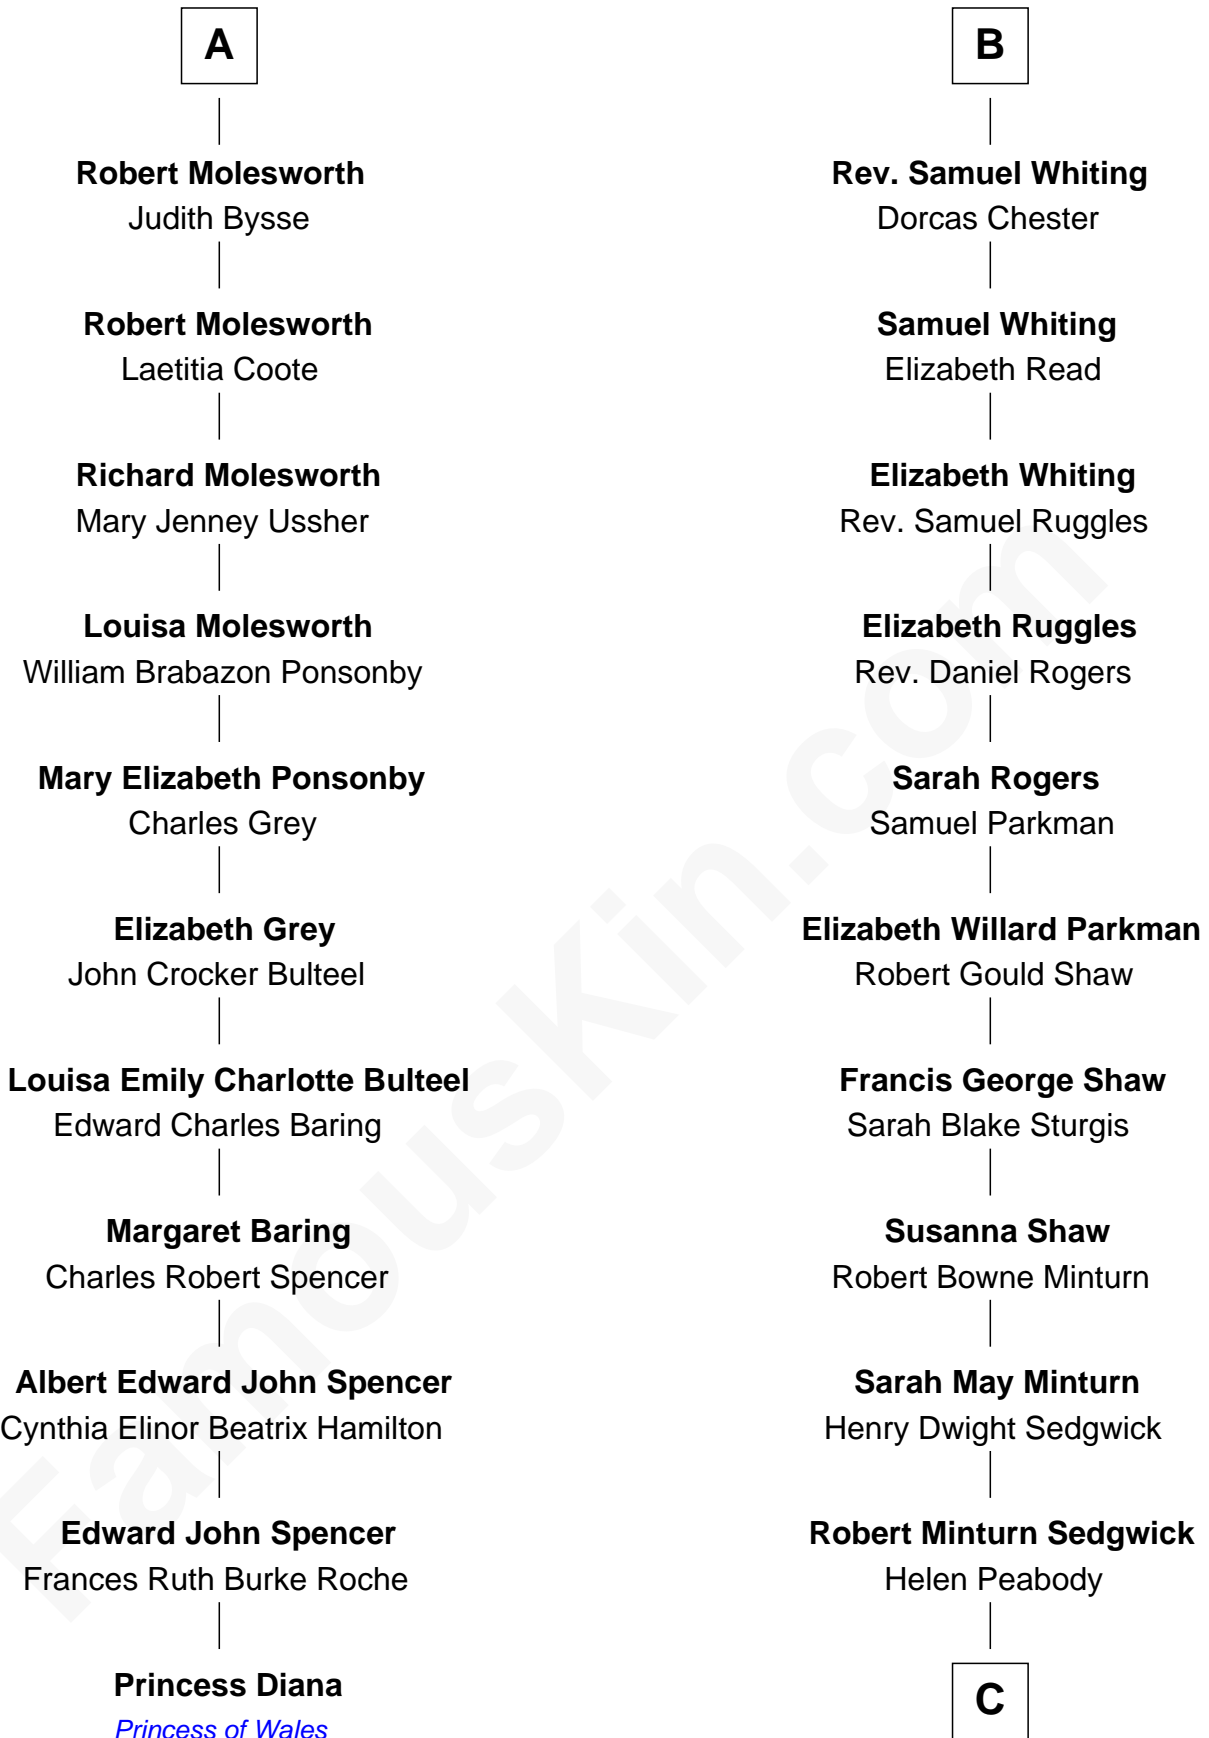 A
Robert Molesworth
Judith Bysse
Robert Molesworth
Laetitia Coote
Richard Molesworth
Mary Jenney Ussher
Louisa Molesworth
William Brabazon Ponsonby
Mary Elizabeth Ponsonby
Charles Grey
Elizabeth Grey
John Crocker Bulteel
Louisa Emily Charlotte Bulteel
Edward Charles Baring
Margaret Baring
Charles Robert Spencer
Albert Edward John Spencer
Cynthia Elinor Beatrix Hamilton
Edward John Spencer
Frances Ruth Burke Roche
Princess Diana
Princess of Wales
B
Rev. Samuel Whiting
Dorcas Chester
Samuel Whiting
Elizabeth Read
Elizabeth Whiting
Rev. Samuel Ruggles
Elizabeth Ruggles
Rev. Daniel Rogers
Sarah Rogers
Samuel Parkman
Elizabeth Willard Parkman
Robert Gould Shaw
Francis George Shaw
Sarah Blake Sturgis
Susanna Shaw
Robert Bowne Minturn
Sarah May Minturn
Henry Dwight Sedgwick
Robert Minturn Sedgwick
Helen Peabody
C
FamousKin.com